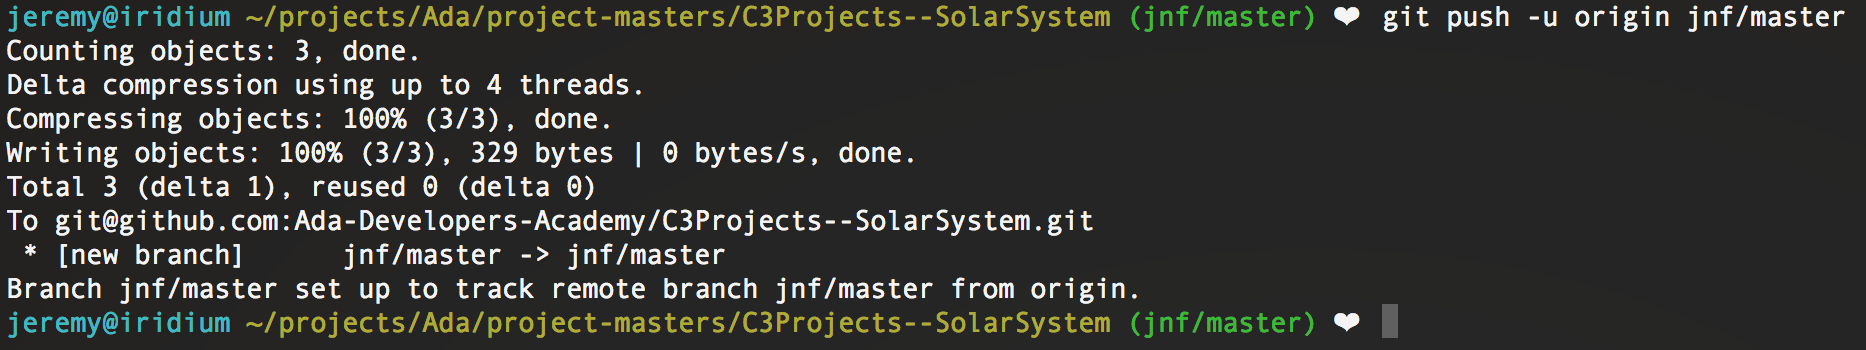 jeremy@iridium ~/projects/Ada/project-masters/C3Projects--SolarSystem (jnf/master) ❤ git push -u origin jnf/master
Counting objects: 3, done.
Delta compression using up to 4 threads.
Compressing objects: 100% (3/3), done.
Writing objects: 100% (3/3), 329 bytes | 0 bytes/s, done.
Total 3 (delta 1), reused 0 (delta 0)
To git@github.com:Ada-Developers-Academy/C3Projects--SolarSystem.git
 * [new branch]      jnf/master -> jnf/master
Branch jnf/master set up to track remote branch jnf/master from origin.
jeremy@iridium ~/projects/Ada/project-masters/C3Projects--SolarSystem (jnf/master) ❤